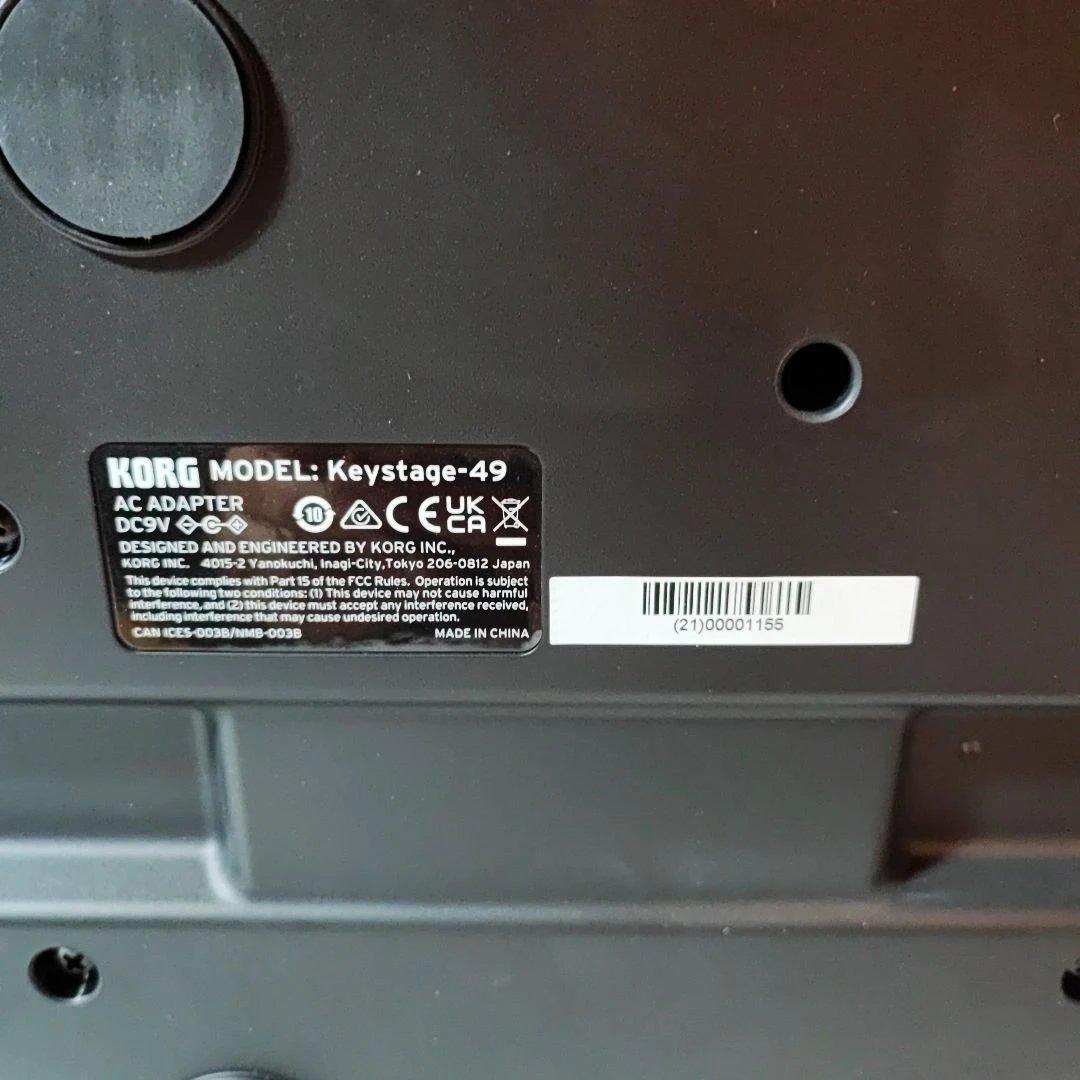 KORG MODEL: Keystage-49
AC ADAPTER
DC9V
10
CE UK CA
DESIGNED AND ENGINEERED BY KORG INC.,
KORG INC. 4015-2 Yanokuchi, Inagi-City, Tokyo 206-0812 Japan
This device complies with Part 15 of the FCC Rules. Operation is subject
to the following two conditions: (1) This device may not cause harmful
interference, and (2) this device must accept any interference received,
including interference that may cause undesired operation.
CAN ICES-003B/NMB-003B MADE IN CHINA
(21)00001155